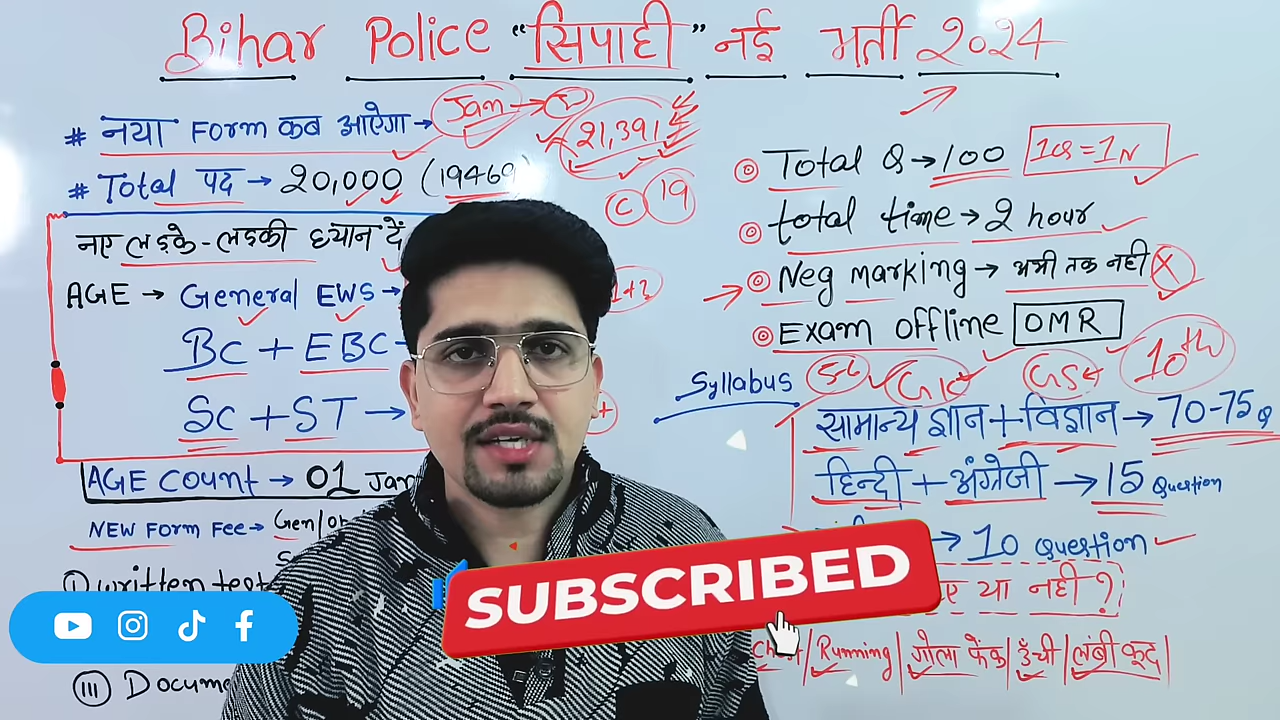 Bihar Police "सिपाही" नई भर्ती 2024
# नया Form कब आऐगा → Jan →
21,391
# Total पद → 20,000 (19469
C 19
नए लड़के - लड़की ध्यान दें
AGE → General EWS →
BC + EBC
SC + ST →
AGE COUNT → 01 Jan
NEW FORM FEE → Gen/
I written test
III Docume
Total Q → 100 1Q = 1N
total time → 2 hour
Neg marking → अभी तक नहीं X
Exam offline OMR
Syllabus GK GS 10th
सामान्य ज्ञान + विज्ञान → 70-75 Q
हिन्दी + अंग्रेजी → 15 Question
→ 10 Question
या नही ?
Running | गोला फेंक | ऊँची | लंबी कूद |
SUBSCRIBED